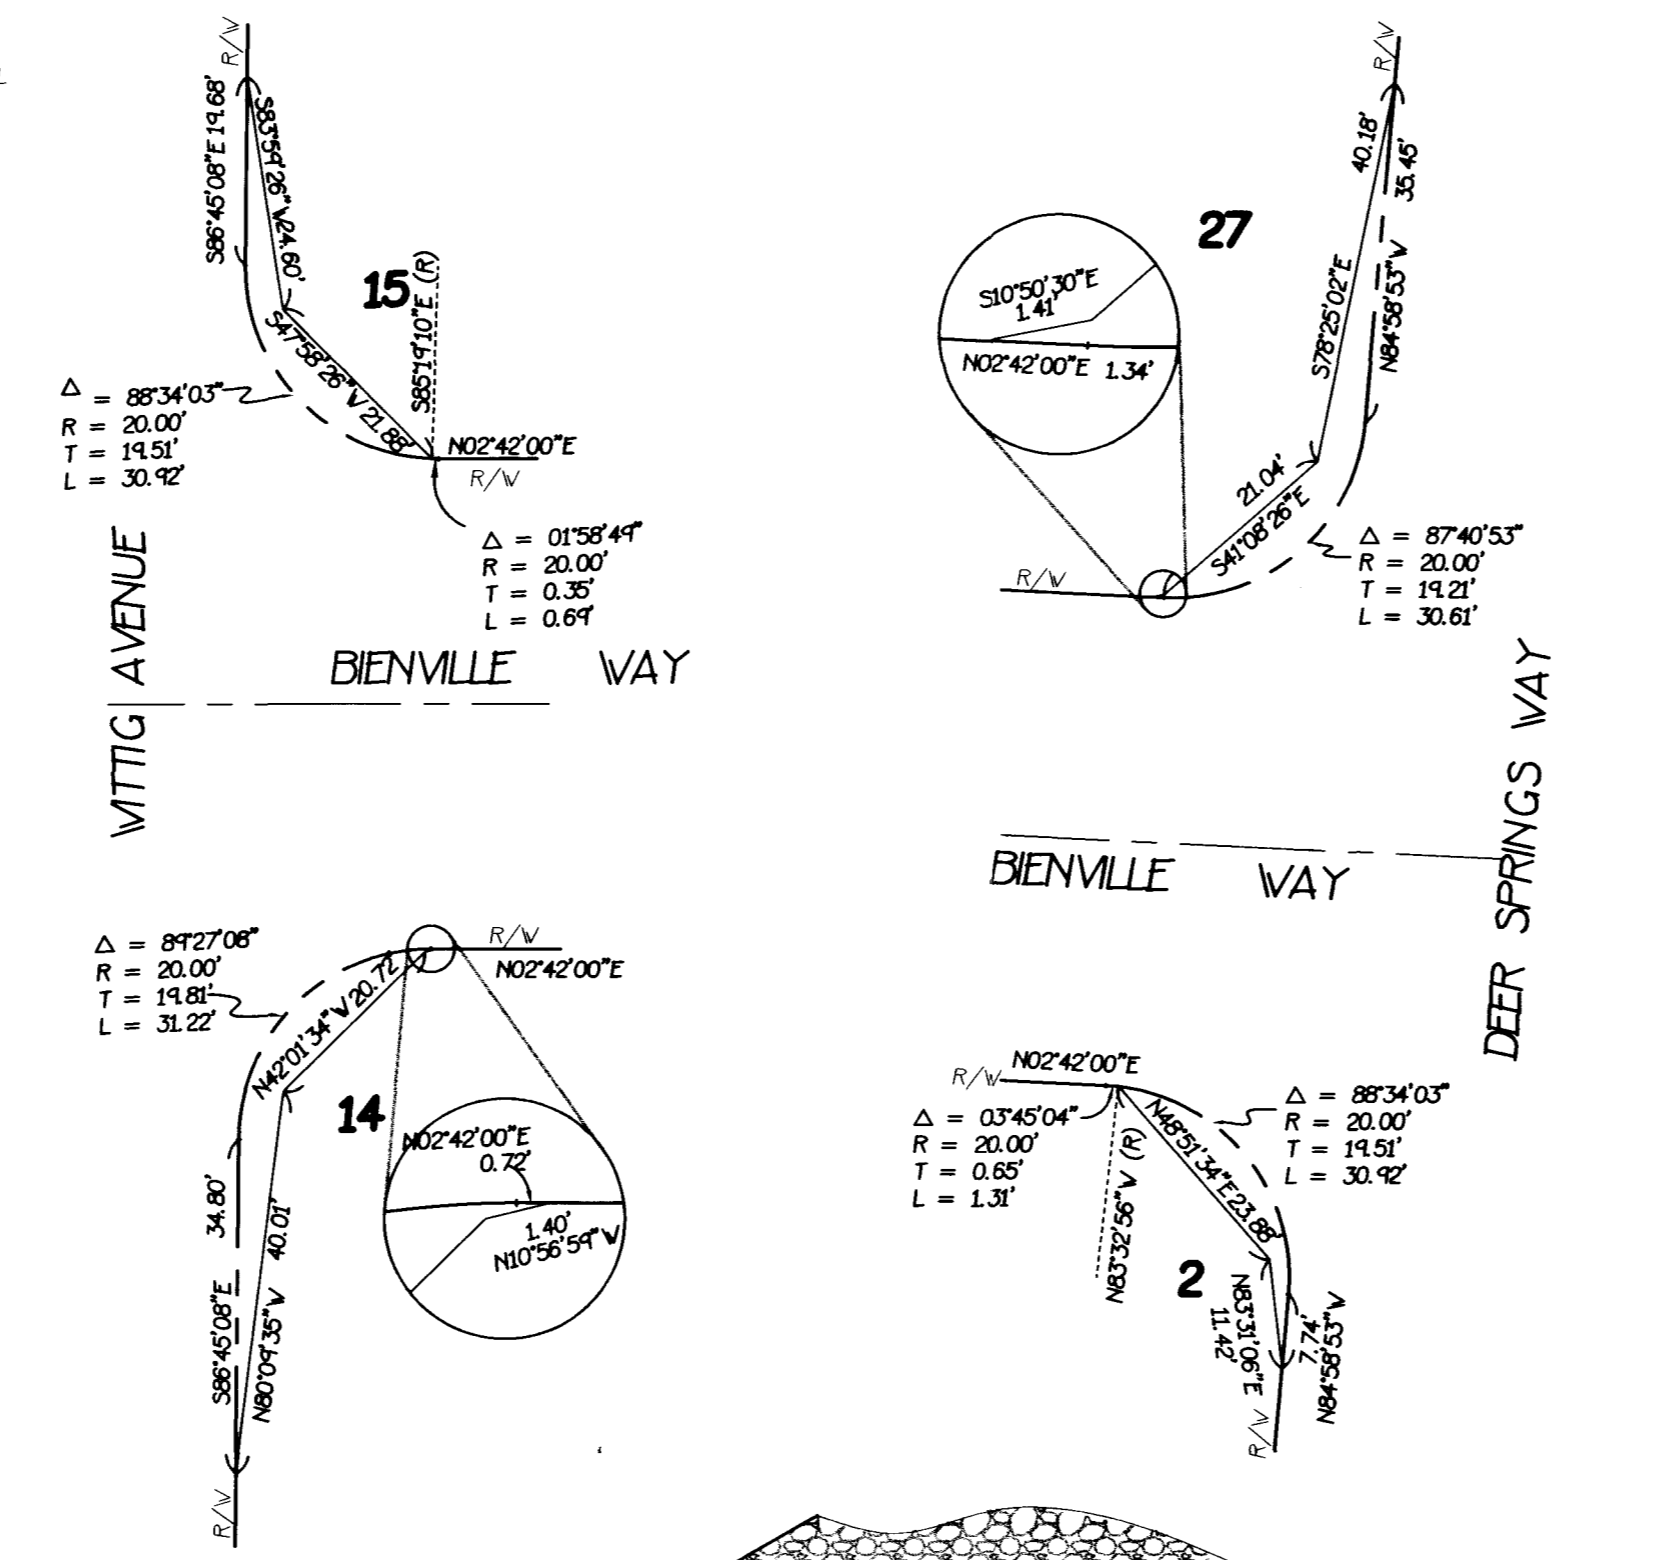 R/W
S86°45'08"E 19.68'
S83°59'26"W 24.60'
15
S85°19'10"E (R)
S47°58'26"W 21.88'
Δ = 88°34'03"
R = 20.00'
T = 19.51'
L = 30.92'
N02°42'00"E
R/W
Δ = 01°58'49"
R = 20.00'
T = 0.35'
L = 0.69'
WITTIG AVENUE
BIENVILLE WAY
R/W
40.18'
35.45'
27
S10°50'30"E
1.41'
N02°42'00"E 1.34'
S78°25'02"E
N84°58'53"W
21.04'
S41°08'26"E
R/W
Δ = 87°40'53"
R = 20.00'
T = 19.21'
L = 30.61'
DEER SPRINGS WAY
BIENVILLE WAY
Δ = 89°27'08"
R = 20.00'
T = 19.81'
L = 31.22'
R/W
N02°42'00"E
N42°01'34"W 20.72'
14
34.80'
40.01'
S86°45'08"E
N80°09'35"W
N02°42'00"E
0.72'
1.40'
N10°56'59"W
R/W
N02°42'00"E
R/W
Δ = 03°45'04"
R = 20.00'
T = 0.65'
L = 1.31'
Δ = 88°34'03"
R = 20.00'
T = 19.51'
L = 30.92'
N48°51'34"E 23.88'
N83°32'56"W (R)
2
N83°31'06"E
11.42'
7.74'
N84°58'53"W
R/W